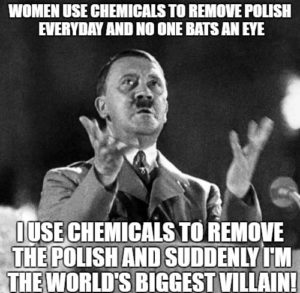 WOMEN USE CHEMICALS TO REMOVE POLISH
EVERYDAY AND NO ONE BATS AN EYE
I USE CHEMICALS TO REMOVE
THE POLISH AND SUDDENLY I'M
THE WORLD'S BIGGEST VILLAIN!